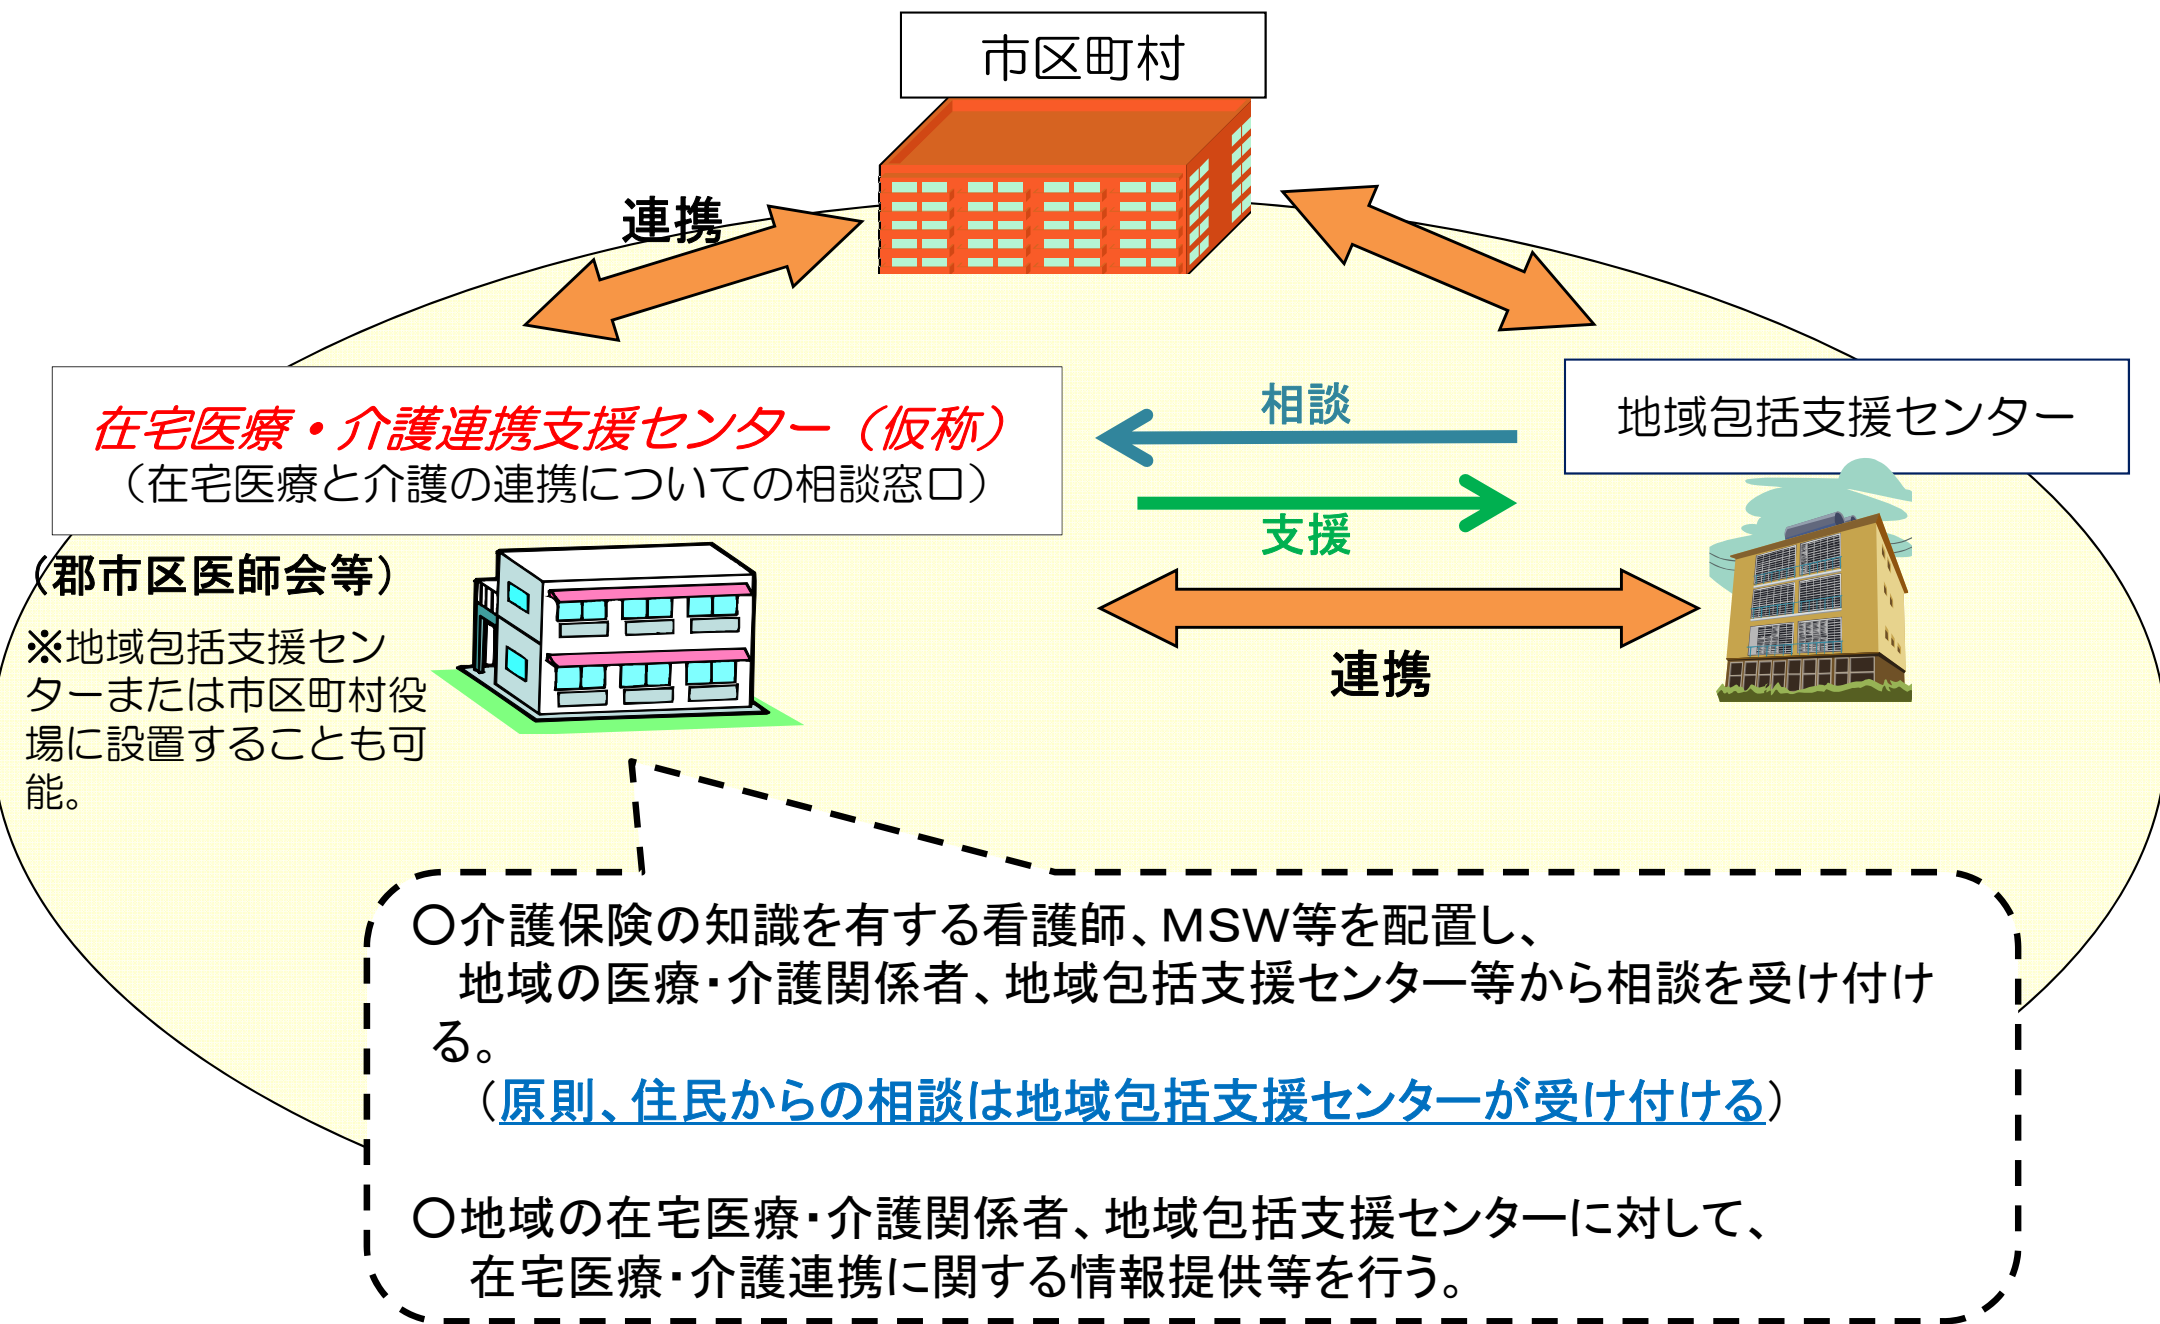 市区町村
連携
在宅医療・介護連携支援センター（仮称）
（在宅医療と介護の連携についての相談窓口）
相談
地域包括支援センター
支援
（郡市区医師会等）
※地域包括支援セン
ターまたは市区町村役
場に設置することも可
能。
連携
○介護保険の知識を有する看護師、MSW等を配置し、
地域の医療・介護関係者、地域包括支援センター等から相談を受け付け
る。
（原則、住民からの相談は地域包括支援センターが受け付ける）
○地域の在宅医療・介護関係者、地域包括支援センターに対して、
在宅医療・介護連携に関する情報提供等を行う。